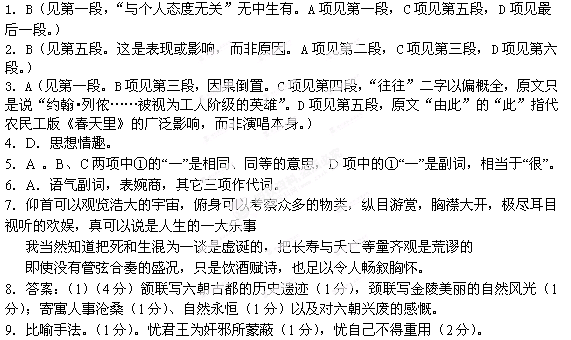 1. B（见第一段，“与个人态度无关”无中生有。A项见第一段，C项见第五段，D项见最
后一段。）
2. B（见第五段。这是表现或影响，而非原因。A项见第二段，C项见第三段，D项见第六
段。）
3. A（见第一段。B项见第三段，因果倒置。C项见第四段，“往往”二字以偏概全，原文只
是说“约翰•列侬……被视为工人阶级的英雄”。D项见第五段，原文“由此”的“此”指代
农民工版《春天里》的广泛影响，而非演唱本身。）
4. D．思想情趣。
5. A 。B、C两项中①的“一”是相同、同等的意思，D 项中的①“一”是副词，相当于“很”。
6. A．语气副词，表婉商，其它三项作代词。
7. 仰首可以观览浩大的宇宙，俯身可以考察众多的物类，纵目游赏，胸襟大开，极尽耳目
视听的欢娱，真可以说是人生的一大乐事
我当然知道把死和生混为一谈是虚诞的，把长寿与夭亡等量齐观是荒谬的
即使没有管弦合奏的盛况，只是饮酒赋诗，也足以令人畅叙胸怀。
8. 答案：（1）（4分）颔联写六朝古都的历史遗迹（1分），颈联写金陵美丽的自然风光（1
分）；寄寓人事沧桑（1分）、自然永恒（1分）以及对六朝兴废的感慨。
9. 比喻手法。（1分）。忧君王为奸邪所蒙蔽（1分），忧自己不得重用（2分）。